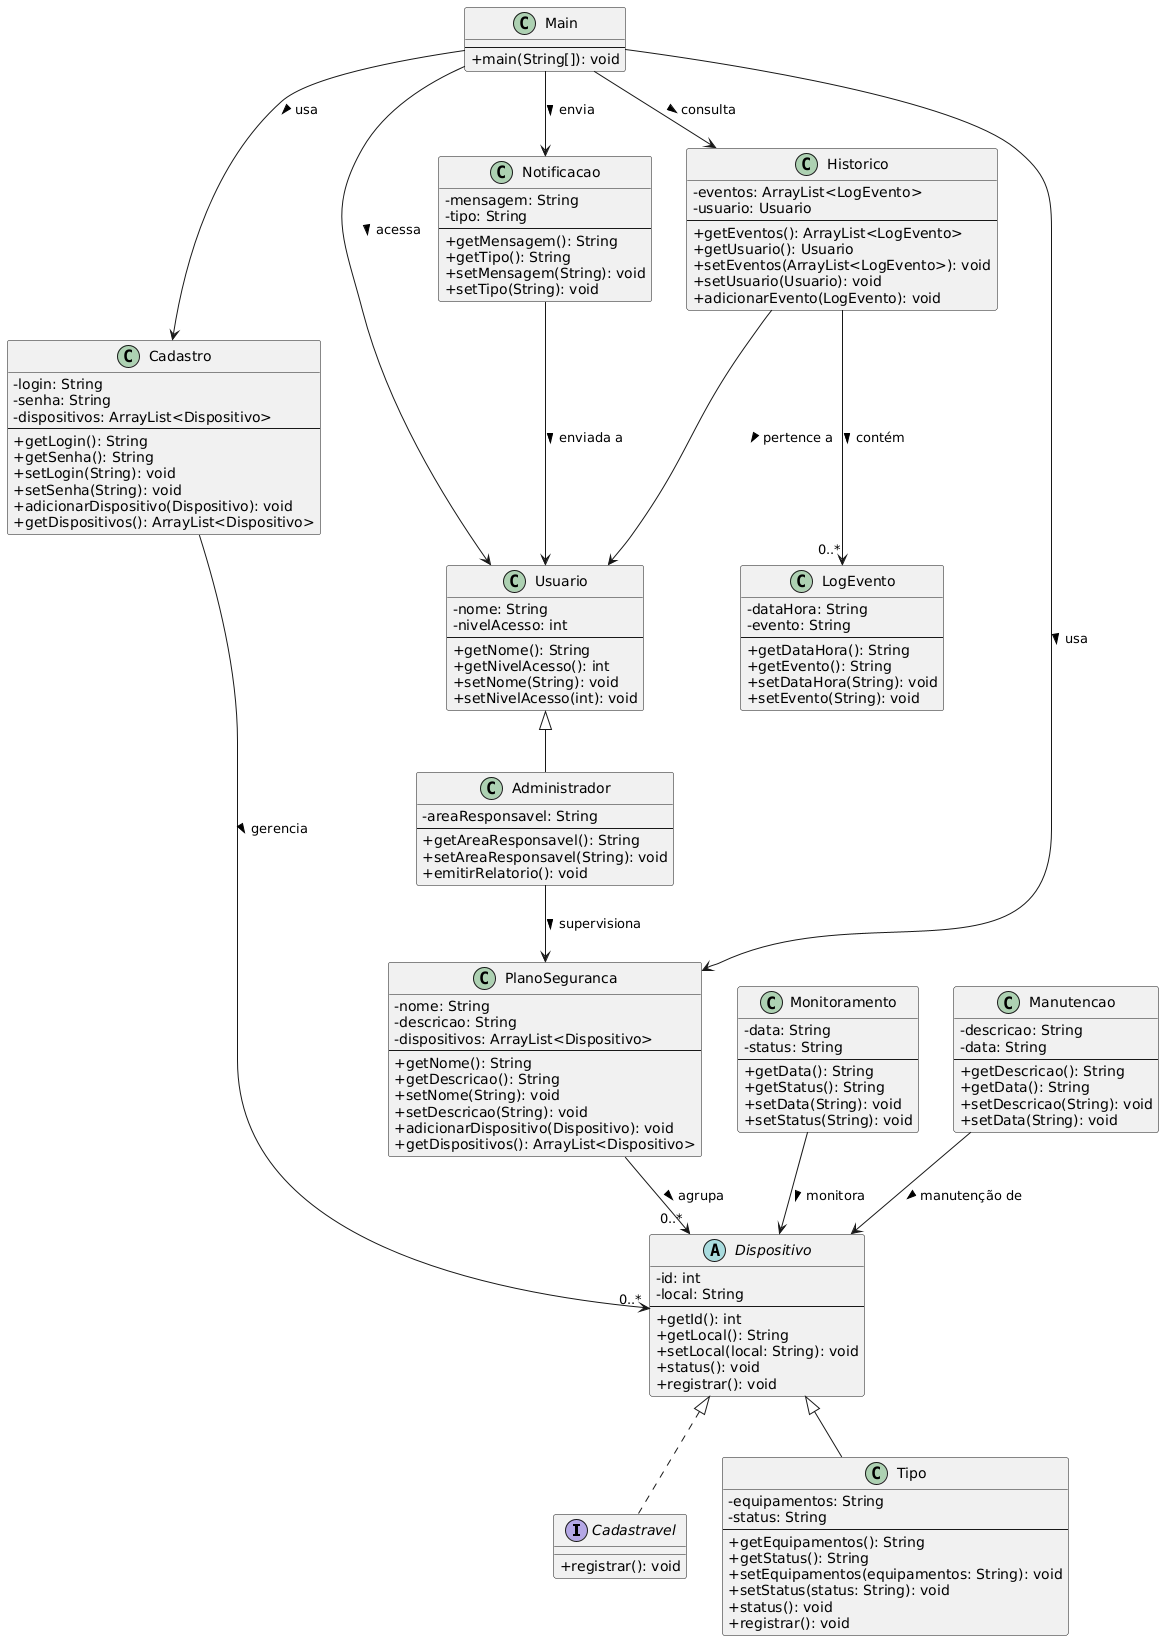 C Main
+main(String[]): void
usa
envia
consulta
acessa
C Notificacao
-mensagem: String
-tipo: String
+getMensagem(): String
+getTipo(): String
+setMensagem(String): void
+setTipo(String): void
C Historico
-eventos: ArrayList<LogEvento>
-usuario: Usuario
+getEventos(): ArrayList<LogEvento>
+getUsuario(): Usuario
+setEventos(ArrayList<LogEvento>): void
+setUsuario(Usuario): void
+adicionarEvento(LogEvento): void
C Cadastro
-login: String
-senha: String
-dispositivos: ArrayList<Dispositivo>
+getLogin(): String
+getSenha(): String
+setLogin(String): void
+setSenha(String): void
+adicionarDispositivo(Dispositivo): void
+getDispositivos(): ArrayList<Dispositivo>
enviada a
pertence a
contém
0..*
C Usuario
-nome: String
-nivelAcesso: int
+getNome(): String
+getNivelAcesso(): int
+setNome(String): void
+setNivelAcesso(int): void
C LogEvento
-dataHora: String
-evento: String
+getDataHora(): String
+getEvento(): String
+setDataHora(String): void
+setEvento(String): void
usa
C Administrador
-areaResponsavel: String
+getAreaResponsavel(): String
+setAreaResponsavel(String): void
+emitirRelatorio(): void
gerencia
supervisiona
C PlanoSeguranca
-nome: String
-descricao: String
-dispositivos: ArrayList<Dispositivo>
+getNome(): String
+getDescricao(): String
+setNome(String): void
+setDescricao(String): void
+adicionarDispositivo(Dispositivo): void
+getDispositivos(): ArrayList<Dispositivo>
C Monitoramento
-data: String
-status: String
+getData(): String
+getStatus(): String
+setData(String): void
+setStatus(String): void
C Manutencao
-descricao: String
-data: String
+getDescricao(): String
+getData(): String
+setDescricao(String): void
+setData(String): void
agrupa
monitora
manutenção de
0..*
0..*
A Dispositivo
-id: int
-local: String
+getId(): int
+getLocal(): String
+setLocal(local: String): void
+status(): void
+registrar(): void
I Cadastravel
+registrar(): void
C Tipo
-equipamentos: String
-status: String
+getEquipamentos(): String
+getStatus(): String
+setEquipamentos(equipamentos: String): void
+setStatus(status: String): void
+status(): void
+registrar(): void